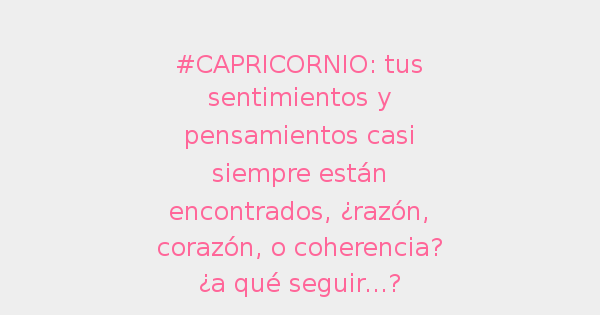 #CAPRICORNIO: tus
sentimientos y
pensamientos casi
siempre están
encontrados, ¿razón,
corazón, o coherencia?
¿a qué seguir...?